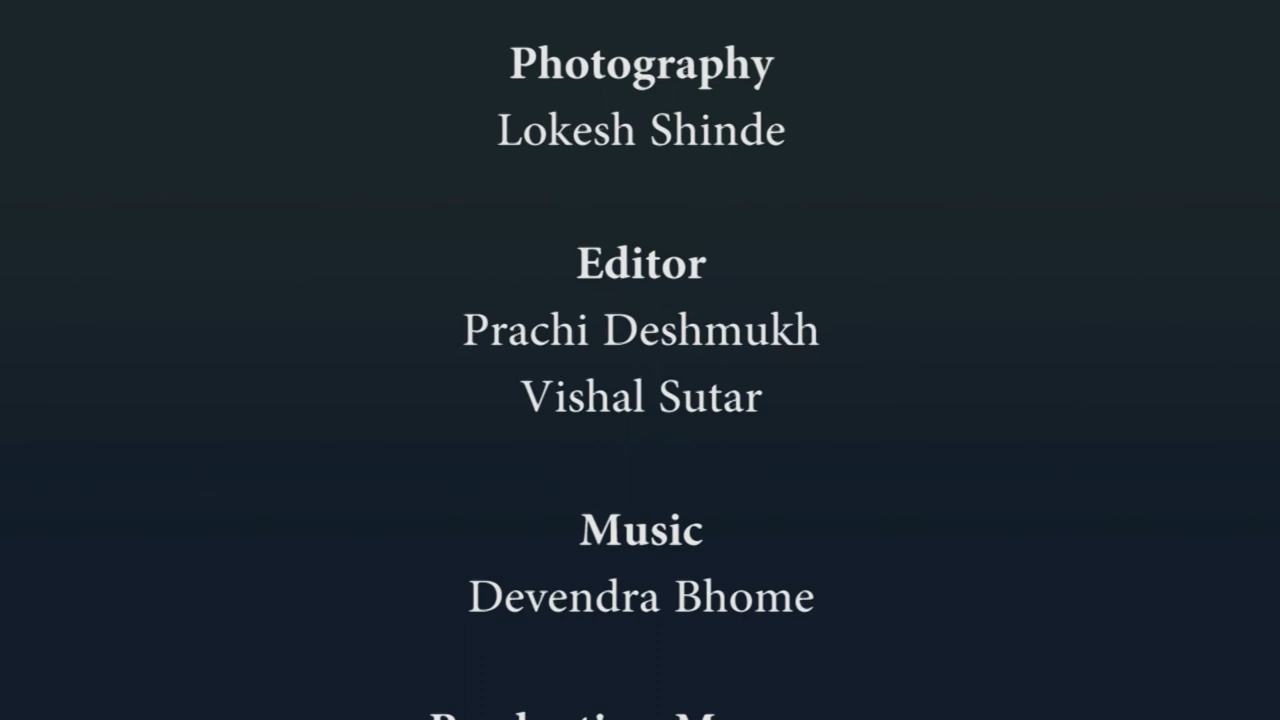 Photography
Lokesh Shinde
Editor
Prachi Deshmukh
Vishal Sutar
Music
Devendra Bhome